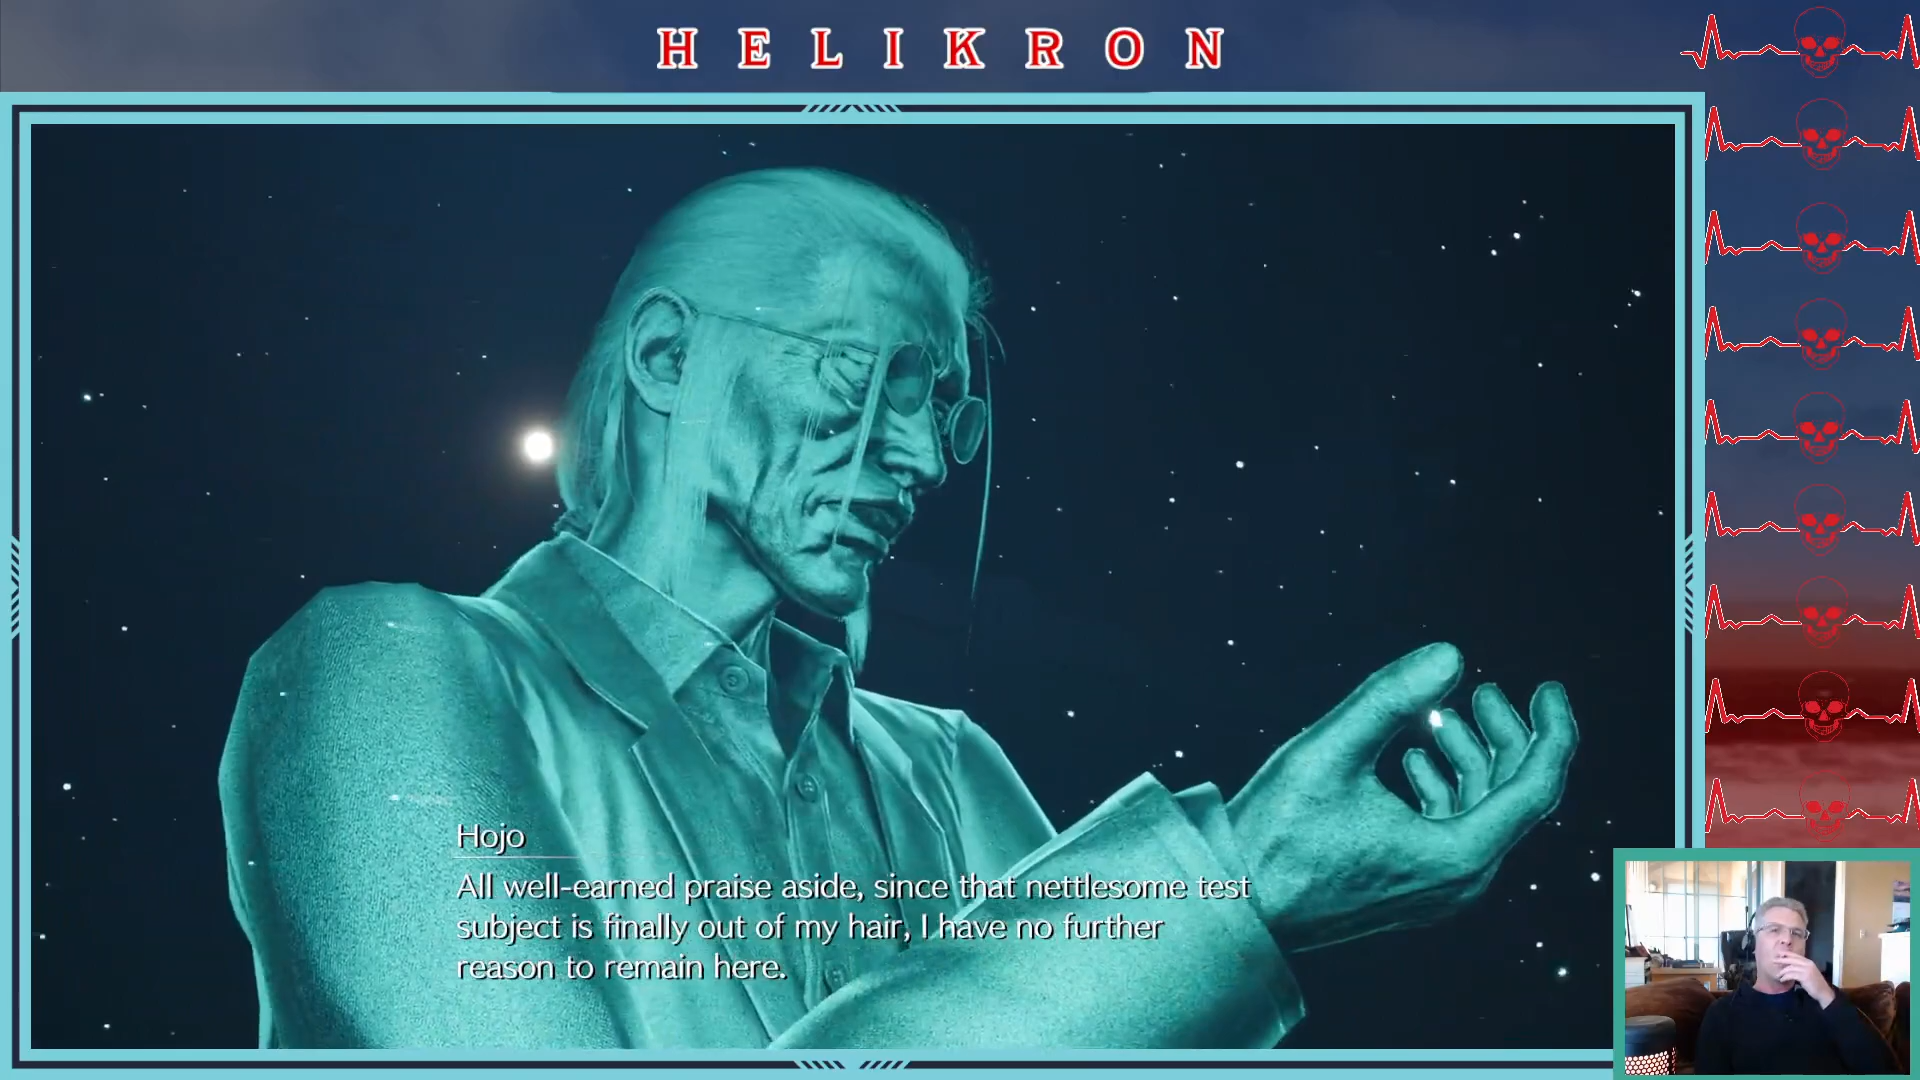 HELIKRON
Hojo
All well-earned praise aside, since that nettlesome test
subject is finally out of my hair, I have no further
reason to remain here.